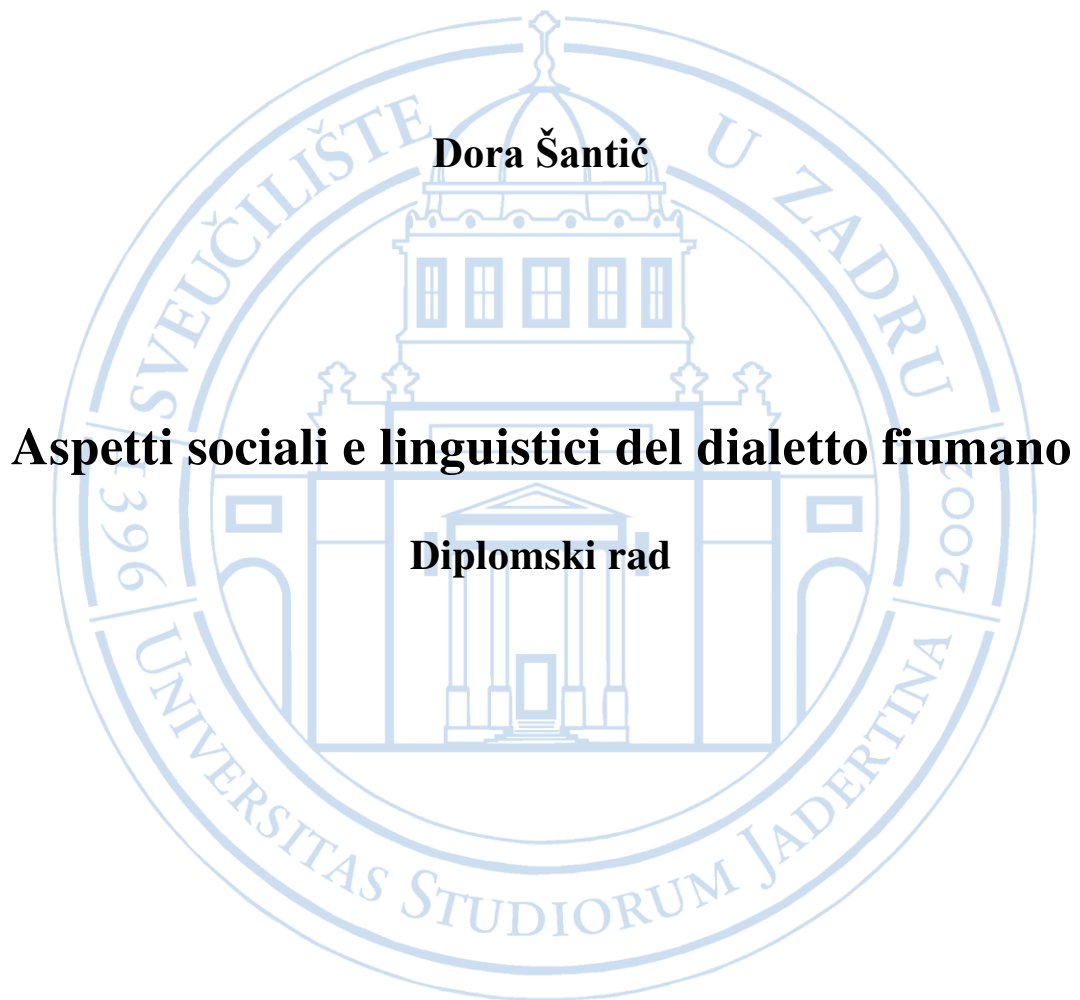 Dora Šantić
Aspetti sociali e linguistici del dialetto fiumano
Diplomski rad
SVEUČILIŠTE U ZADRU
1396
2002
UNIVERSITAS STUDIORUM JADERTINA